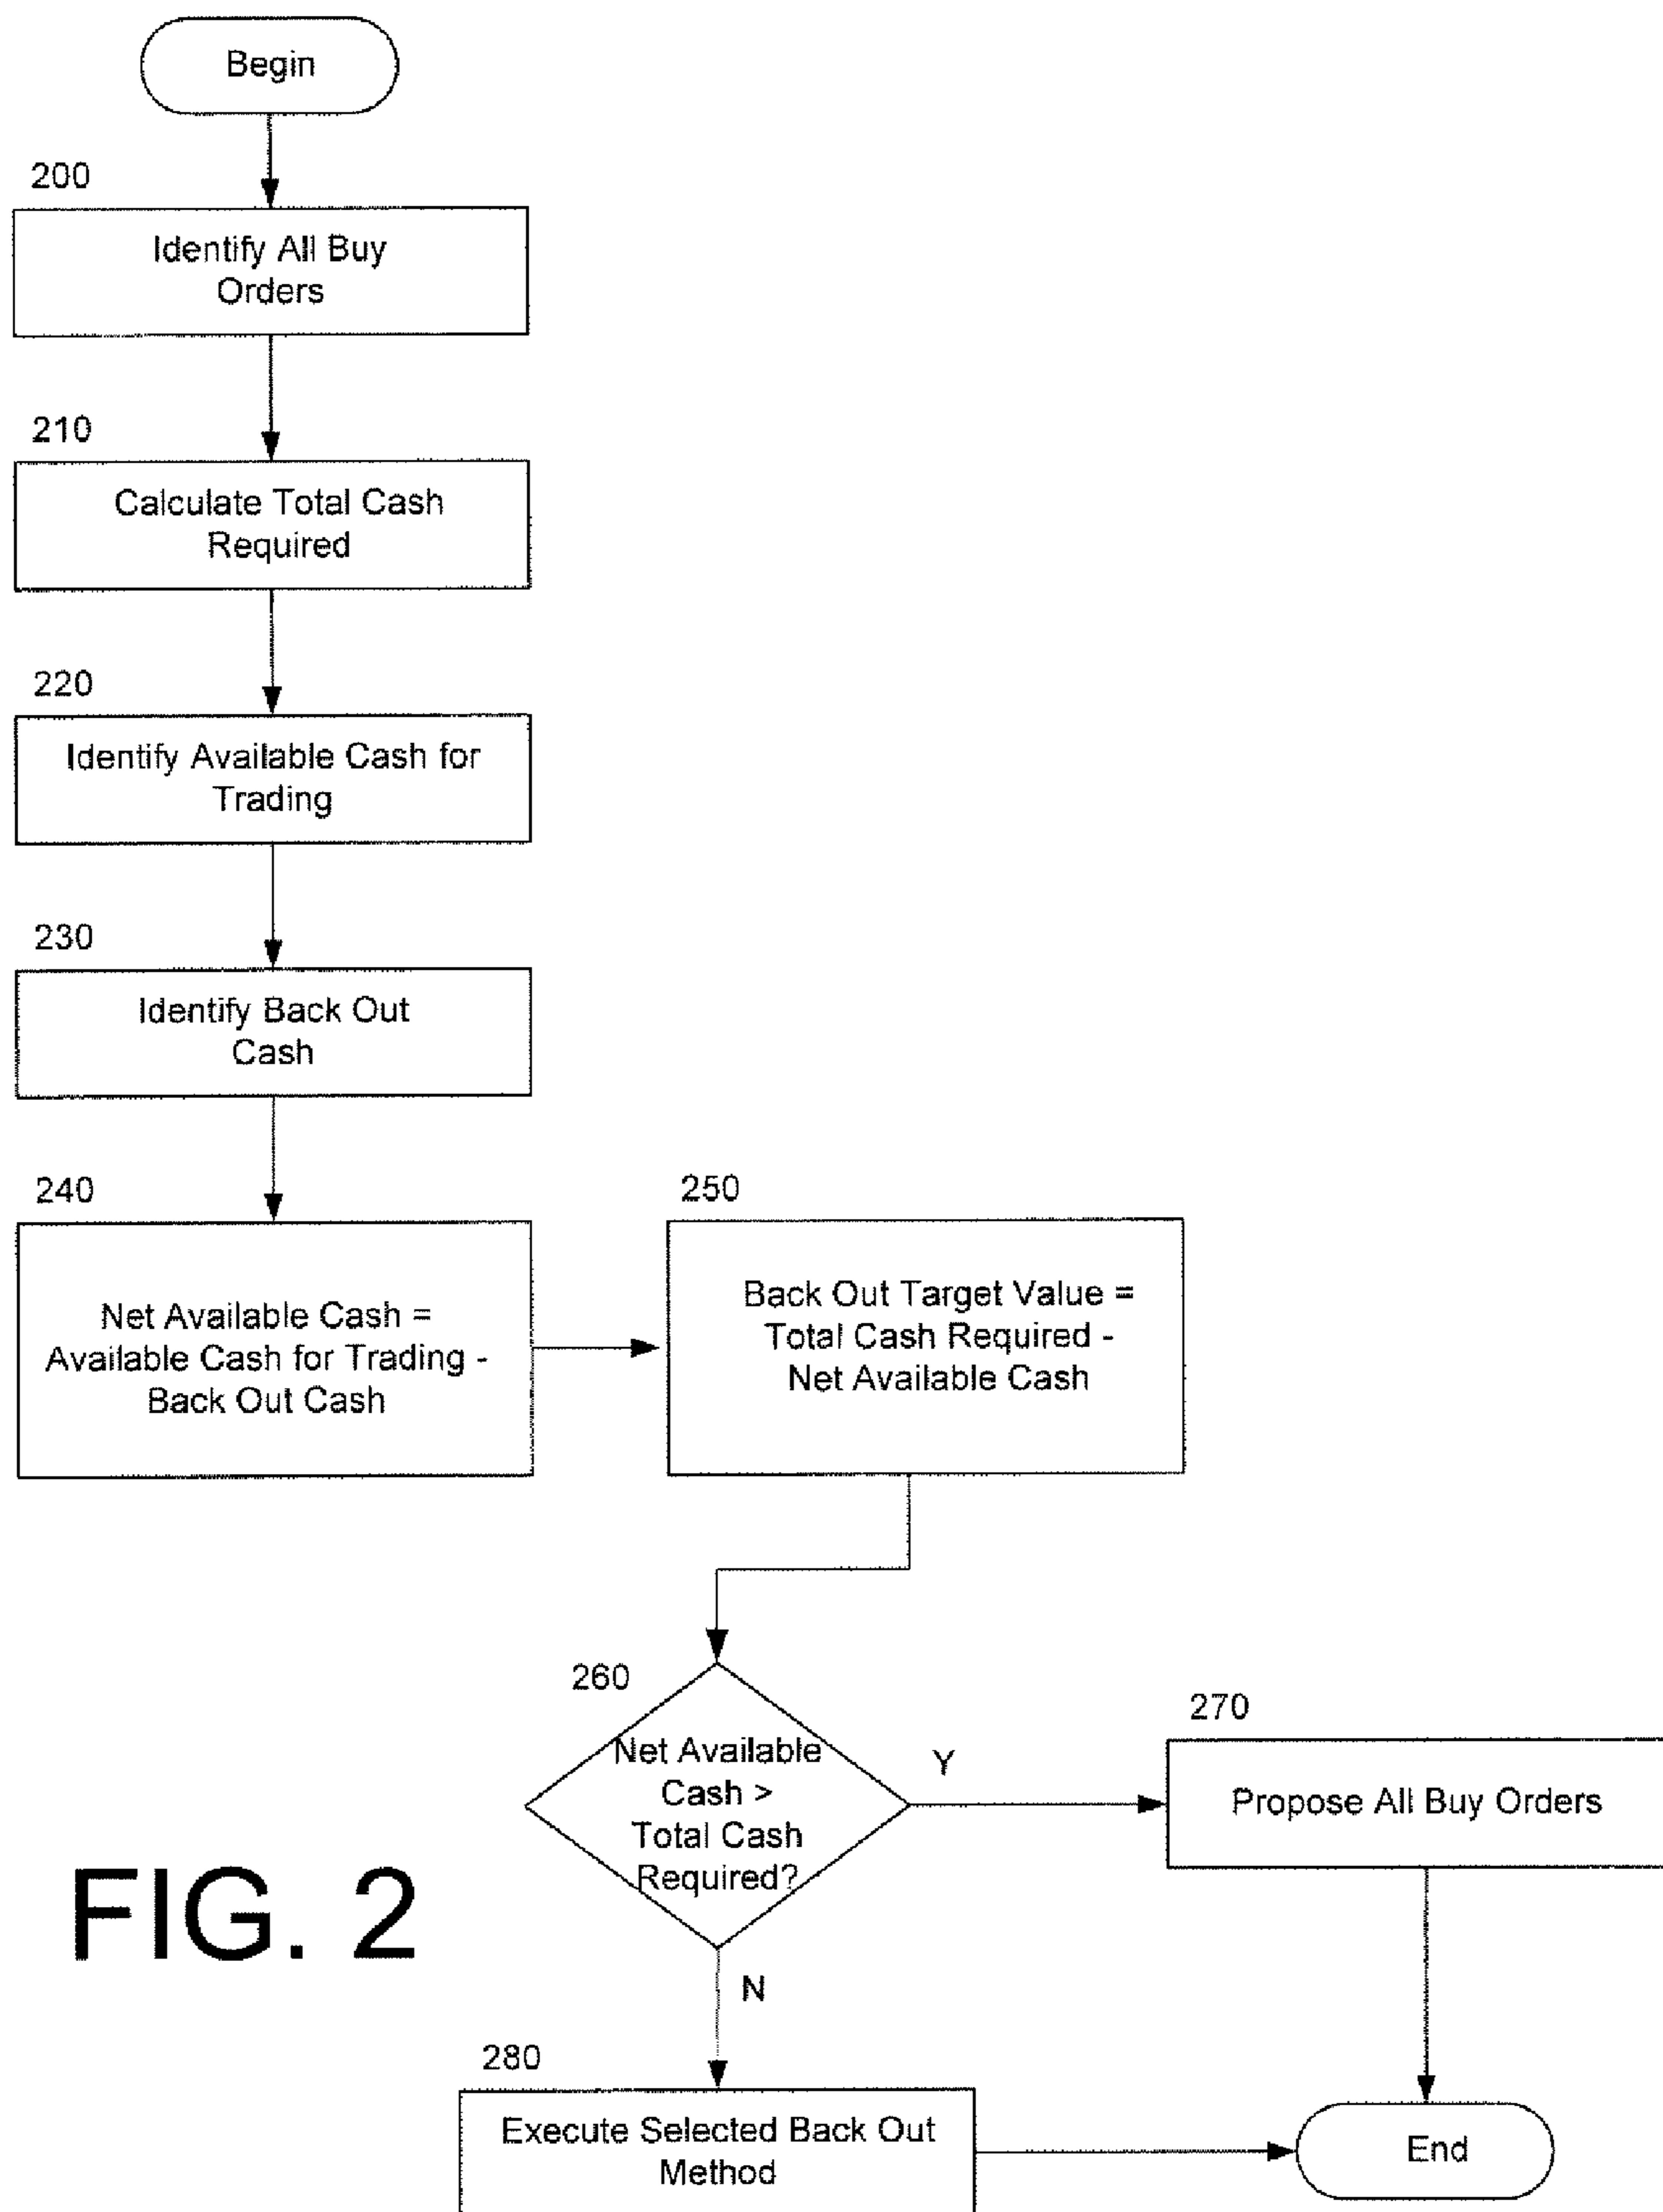 Begin
200
Identify All Buy
Orders
210
Calculate Total Cash
Required
220
Identify Available Cash for
Trading
230
Identify Back Out
Cash
240
Net Available Cash =
Available Cash for Trading -
Back Out Cash
250
Back Out Target Value =
Total Cash Required -
Net Available Cash
260
Net Available
Cash >
Total Cash
Required?
Y
270
Propose All Buy Orders
N
280
Execute Selected Back Out
Method
End
FIG. 2